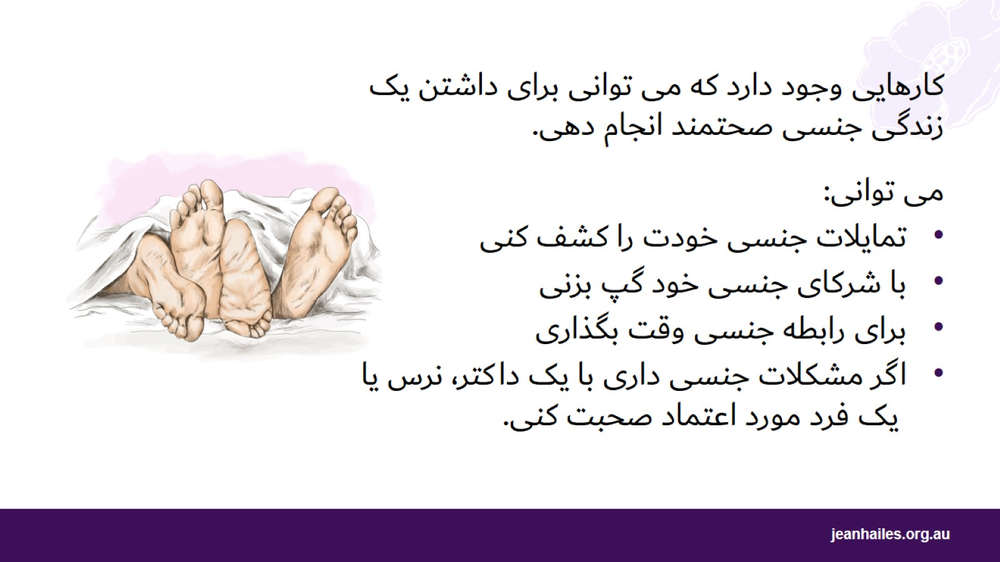 کارهایی وجود دارد که می توانی برای داشتن یک
زندگی جنسی صحتمند انجام دهی.
می توانی:
• تمایلات جنسی خودت را کشف کنی
• با شرکای جنسی خود گپ بزنی
• برای رابطه جنسی وقت بگذاری
• اگر مشکلات جنسی داری با یک داکتر، نرس یا
یک فرد مورد اعتماد صحبت کنی.
jeanhailes.org.au